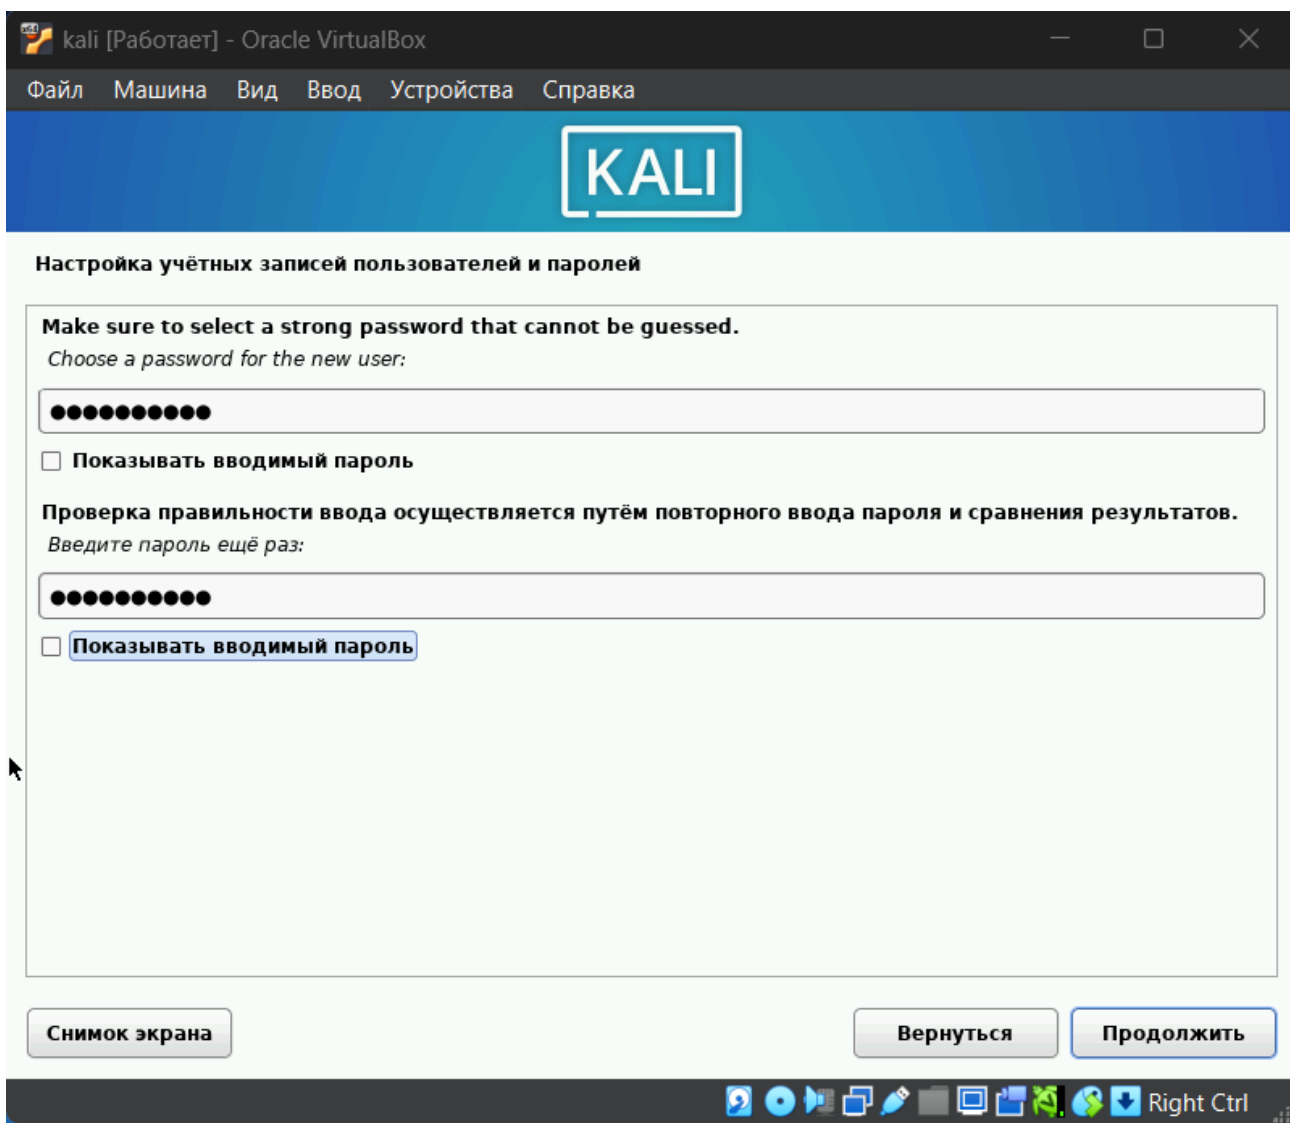 kali [Работает] - Oracle VirtualBox
Файл Машина Вид Ввод Устройства Справка
KALI
Настройка учётных записей пользователей и паролей
Make sure to select a strong password that cannot be guessed.
Choose a password for the new user:
●●●●●●●●●●
Показывать вводимый пароль
Проверка правильности ввода осуществляется путём повторного ввода пароля и сравнения результатов.
Введите пароль ещё раз:
●●●●●●●●●●
Показывать вводимый пароль
Снимок экрана Вернуться Продолжить
Right Ctrl